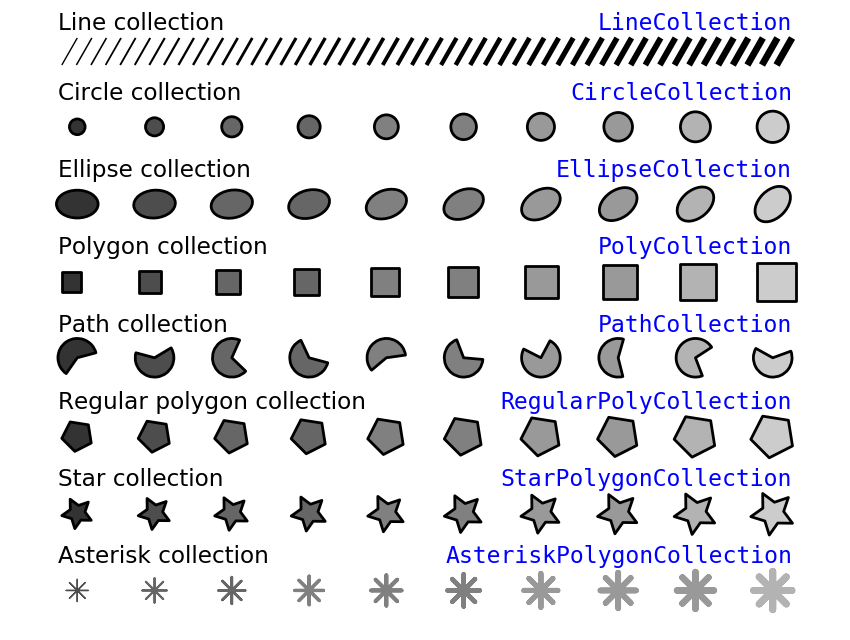 Line collection LineCollection
Circle collection CircleCollection
Ellipse collection EllipseCollection
Polygon collection PolyCollection
Path collection PathCollection
Regular polygon collection RegularPolyCollection
Star collection StarPolygonCollection
Asterisk collection AsteriskPolygonCollection